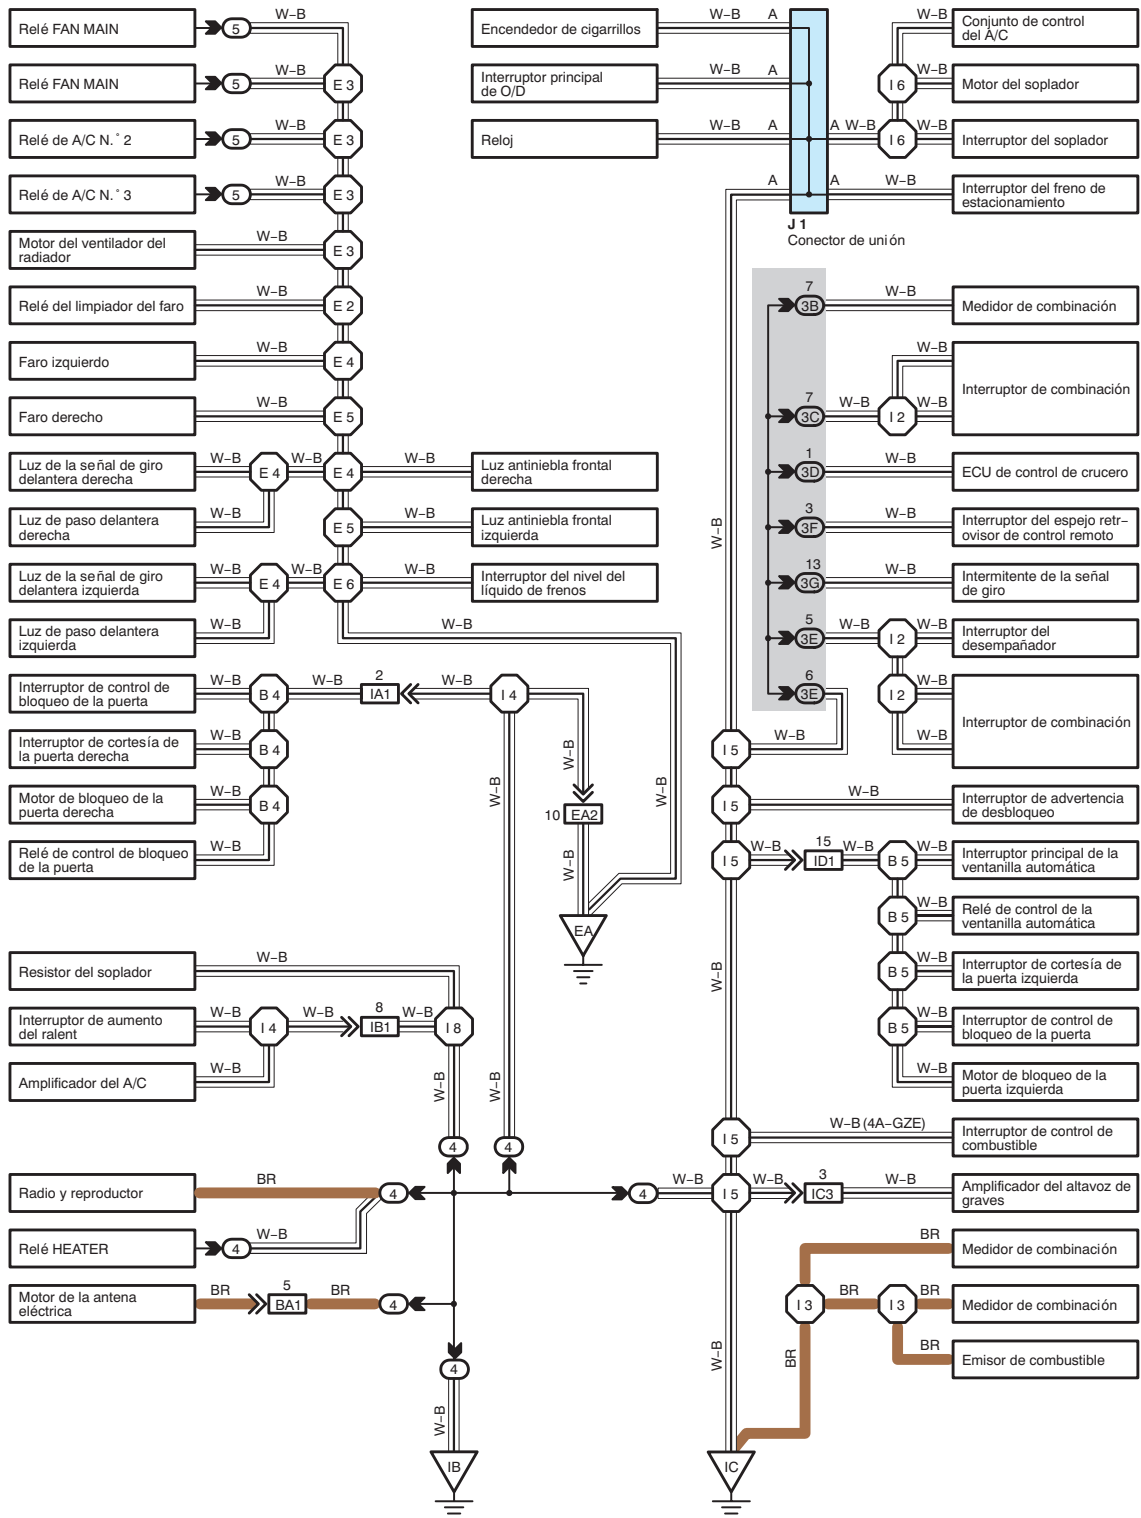 Relé FAN MAIN
5
W-B
Relé FAN MAIN
5
W-B
E 3
Relé de A/C N.° 2
5
W-B
E 3
Relé de A/C N.° 3
5
W-B
E 3
Motor del ventilador del
radiador
W-B
E 3
Relé del limpiador del faro
W-B
E 2
Faro izquierdo
W-B
E 4
Faro derecho
W-B
E 5
Luz de la señal de giro
delantera derecha
W-B
E 4
W-B
E 4
W-B
Luz antiniebla frontal
derecha
Luz de paso delantera
derecha
W-B
E 5
W-B
Luz antiniebla frontal
izquierda
Luz de la señal de giro
delantera izquierda
W-B
E 4
W-B
E 6
W-B
Interruptor del nivel del
líquido de frenos
Luz de paso delantera
izquierda
W-B
W-B
Interruptor de control de
bloqueo de la puerta
W-B
B 4
W-B
2
IA1
W-B
I 4
Interruptor de cortesía de
la puerta derecha
W-B
B 4
W-B
W-B
W-B
Motor de bloqueo de la
puerta derecha
W-B
B 4
10
EA2
Relé de control de bloqueo
de la puerta
W-B
W-B
EA
Resistor del soplador
W-B
Interruptor de aumento
del ralent
W-B
I 4
W-B
8
IB1
W-B
I 8
Amplificador del A/C
W-B
W-B
W-B
4
4
Radio y reproductor
BR
4
4
W-B
Relé HEATER
4
W-B
Motor de la antena
eléctrica
BR
5
BA1
BR
4
4
W-B
IB
Encendedor de cigarrillos
W-B
A
Interruptor principal
de O/D
W-B
A
Reloj
W-B
A
A
J 1
Conector de unión
A
W-B
I 6
I 6
W-B
Conjunto de control
del A/C
W-B
Motor del soplador
W-B
Interruptor del soplador
A
W-B
Interruptor del freno de
estacionamiento
7
3B
W-B
Medidor de combinación
7
3C
W-B
I 2
W-B
W-B
Interruptor de combinación
1
3D
W-B
ECU de control de crucero
W-B
3
3F
W-B
Interruptor del espejo retr-
ovisor de control remoto
13
3G
W-B
Intermitente de la señal
de giro
5
3E
W-B
I 2
W-B
Interruptor del
desempañador
6
3E
I 2
W-B
W-B
Interruptor de combinación
I 5
W-B
I 5
W-B
Interruptor de advertencia
de desbloqueo
I 5
W-B
15
ID1
W-B
B 5
W-B
Interruptor principal de la
ventanilla automática
B 5
W-B
Relé de control de la
ventanilla automática
W-B
B 5
W-B
Interruptor de cortesía de
la puerta izquierda
B 5
W-B
Interruptor de control de
bloqueo de la puerta
W-B
Motor de bloqueo de la
puerta izquierda
I 5
W-B (4A-GZE)
Interruptor de control de
combustible
I 5
W-B
3
IC3
W-B
Amplificador del altavoz de
graves
BR
Medidor de combinación
I 3
BR
I 3
BR
Medidor de combinación
W-B
BR
BR
Emisor de combustible
IC